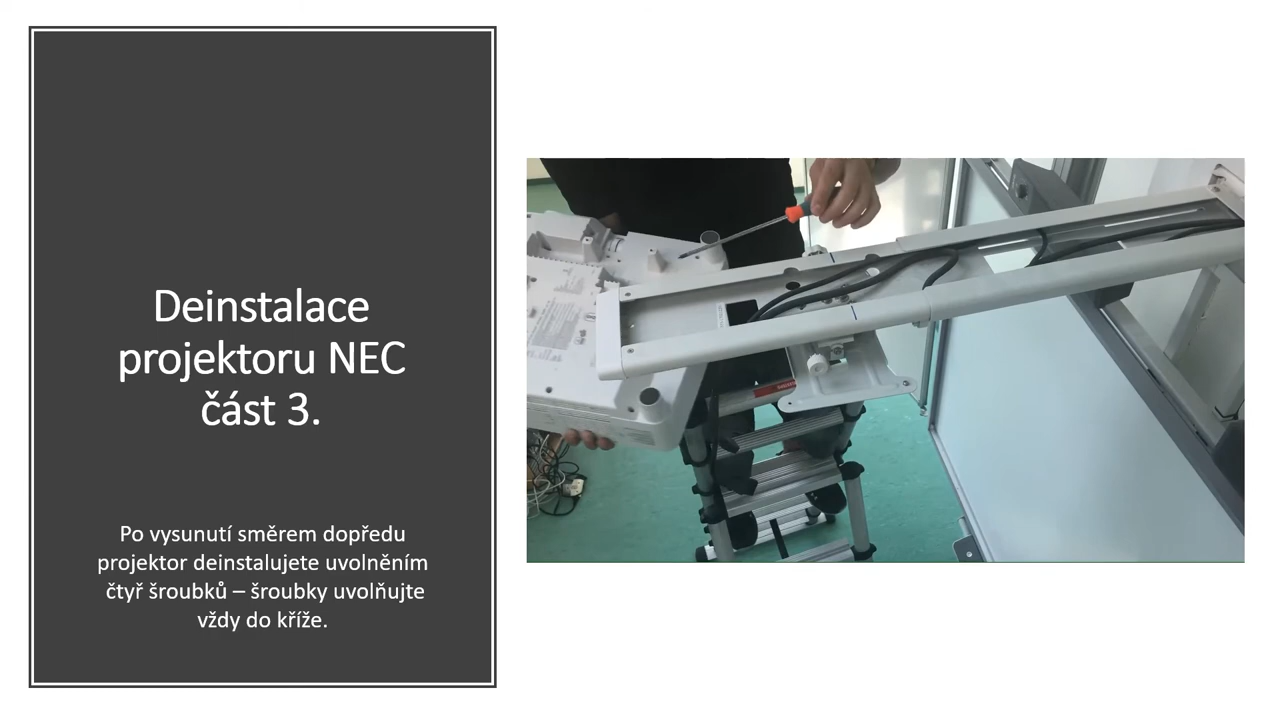 Deinstalace
projektoru NEC
část 3.
Po vysunutí směrem dopředu
projektor deinstalujete uvolněním
čtyř šroubků – šroubky uvolňujte
vždy do kříže.